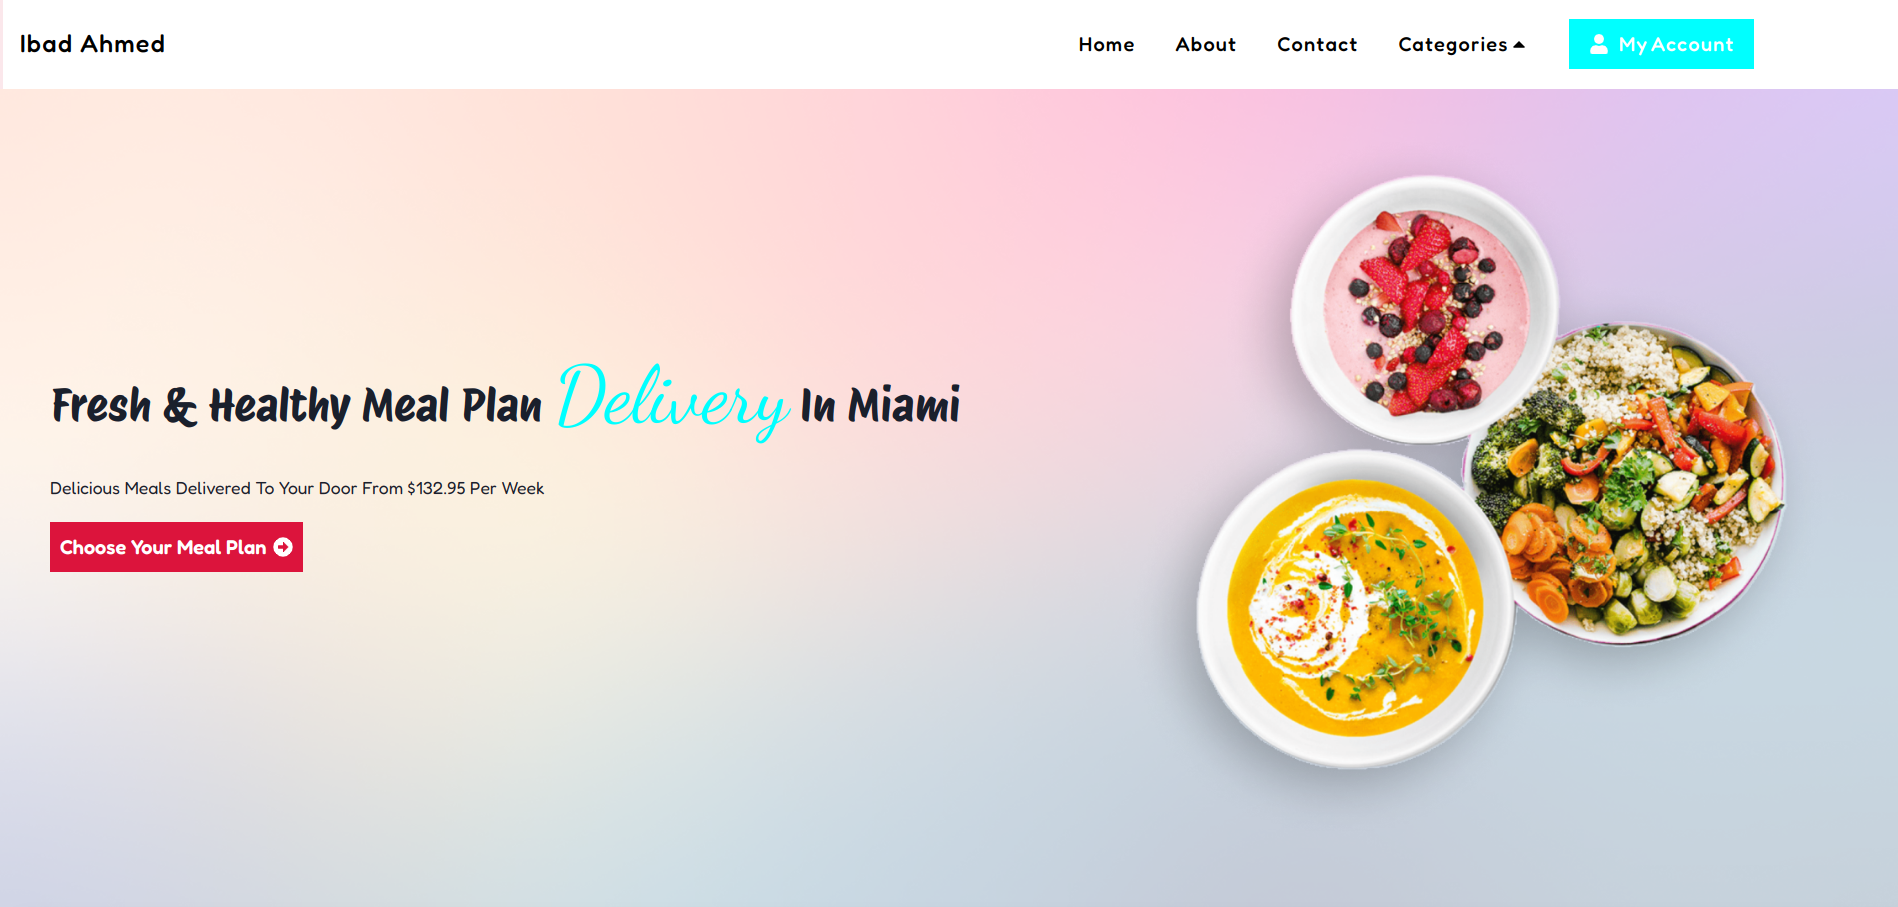 Ibad Ahmed
Home About Contact Categories My Account
Fresh & Healthy Meal Plan Delivery In Miami
Delicious Meals Delivered To Your Door From $132.95 Per Week
Choose Your Meal Plan